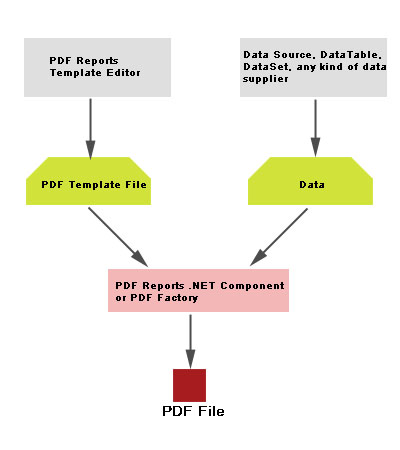 PDF Reports
Template Editor
Data Source, DataTable,
DataSet, any kind of data
supplier
PDF Template File
Data
PDF Reports .NET Component
or PDF Factory
PDF File